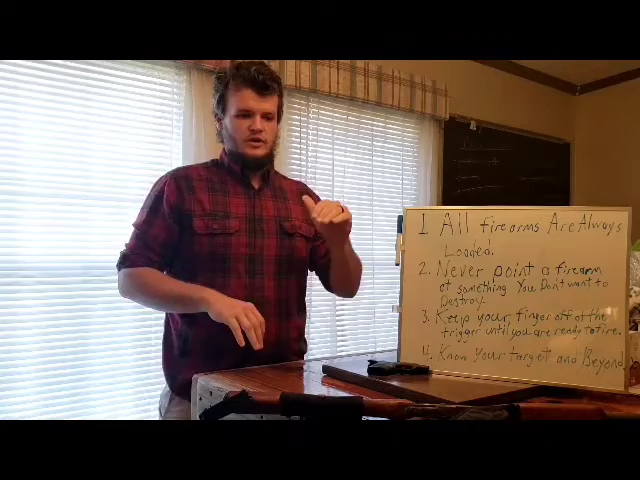 1 All firearms Are Always
Loaded.
2. Never point a firearm
at something You Don't want to
Destroy.
3. Keep your finger off of the
trigger until you are ready to fire.
4. Know Your target and Beyond.